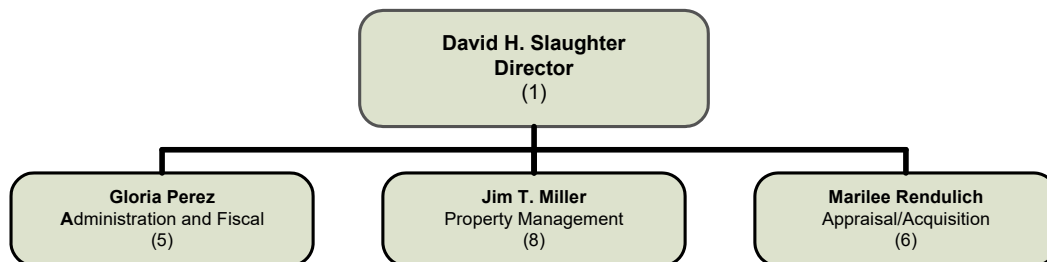 David H. Slaughter
Director
(1)
Gloria Perez
Administration and Fiscal
(5)
Jim T. Miller
Property Management
(8)
Marilee Rendulich
Appraisal/Acquisition
(6)